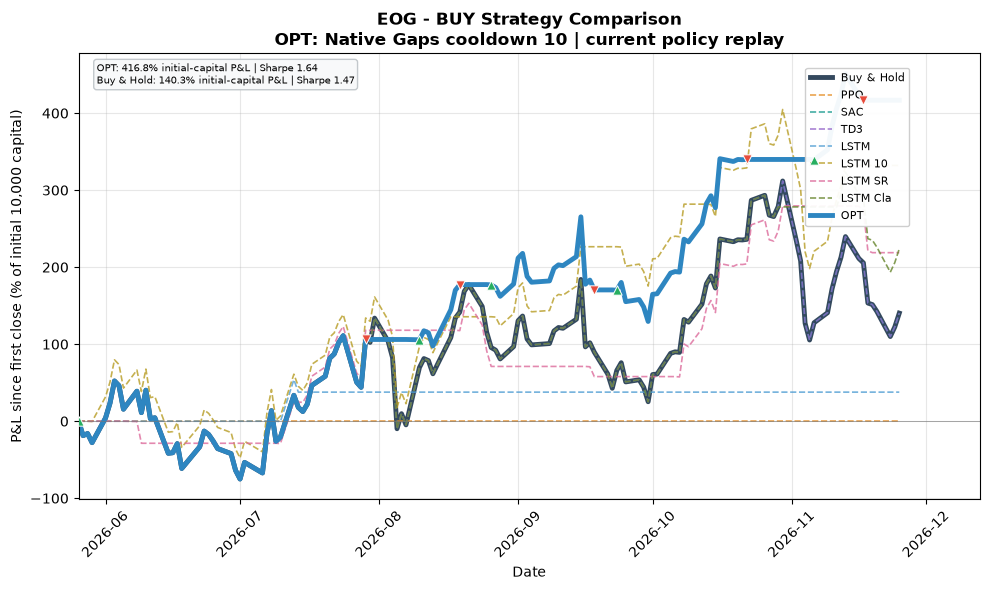 EOG - BUY Strategy Comparison
OPT: Native Gaps cooldown 10 | current policy replay
OPT: 416.8% initial-capital P&L | Sharpe 1.64
Buy & Hold: 140.3% initial-capital P&L | Sharpe 1.47
Buy & Hold
PPO
SAC
TD3
LSTM
LSTM 10
LSTM SR
LSTM Cla
OPT
P&L since first close (% of initial 10,000 capital)
400
300
200
100
0
−100
2026-06
2026-07
2026-08
2026-09
2026-10
2026-11
2026-12
Date